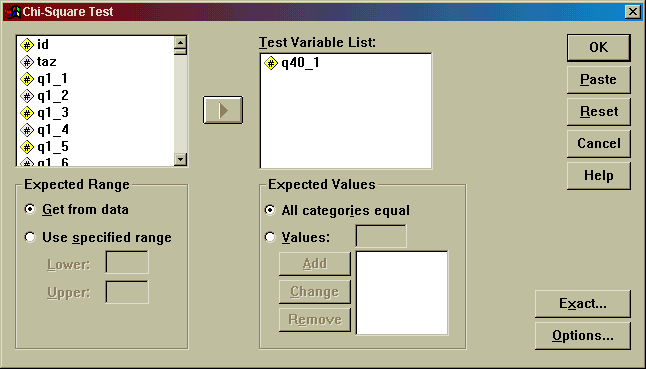 Chi-Square Test
# id
# taz
# q1_1
# q1_2
# q1_3
# q1_4
# q1_5
# q1_6
Test Variable List:
# q40_1
OK
Paste
Reset
Cancel
Help
Expected Range
Get from data
Use specified range
Lower:
Upper:
Expected Values
All categories equal
Values:
Add
Change
Remove
Exact...
Options...